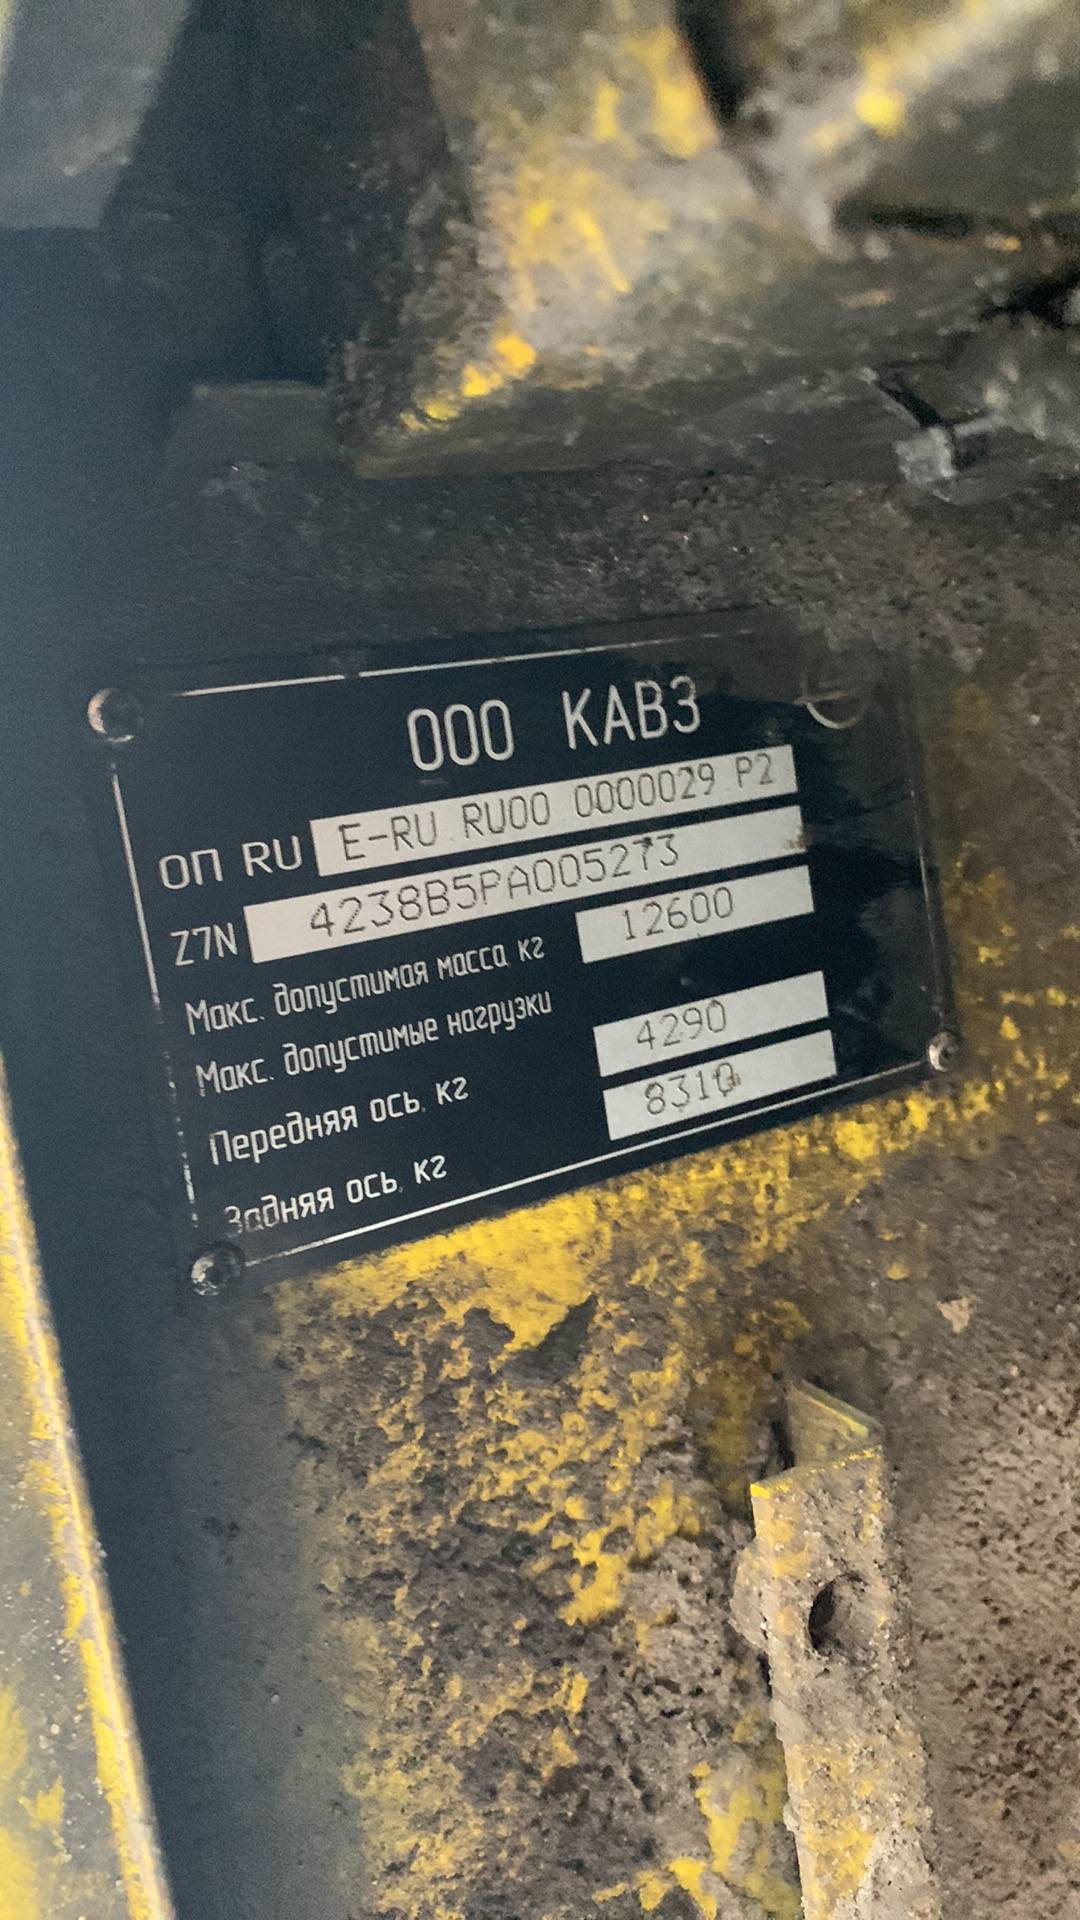 ООО КАВЗ
ОП RU E-RU.RU00.0000029.P2
Z7N 4238B5PA005273
Макс. допустимая масса, кг 12600
Макс. допустимые нагрузки
Передняя ось, кг 4290
Задняя ось, кг 8310